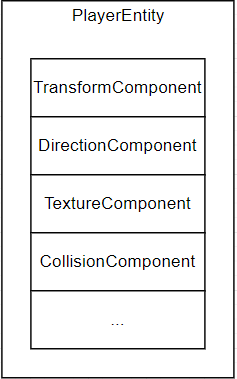 PlayerEntity
TransformComponent
DirectionComponent
TextureComponent
CollisionComponent
...